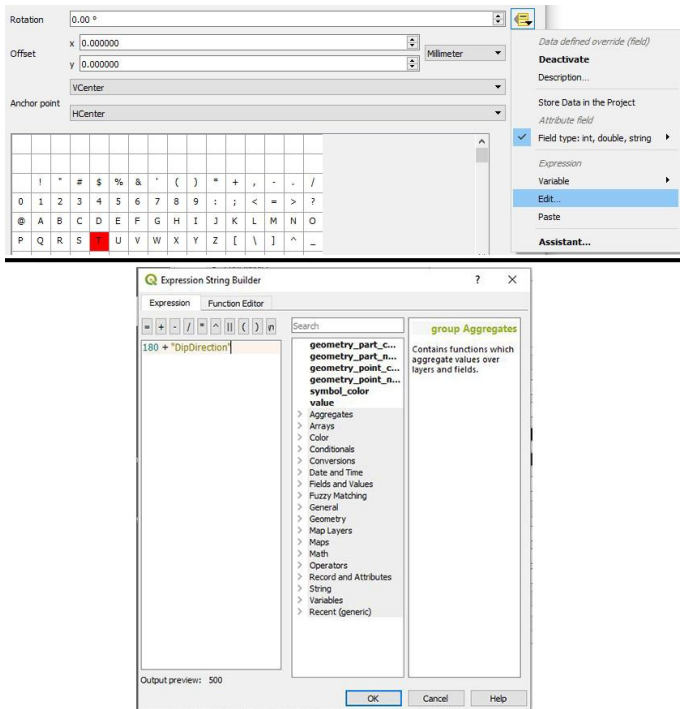 Rotation 0.00 °
Data defined override (field)
Deactivate
Description...
Store Data in the Project
Attribute field
Field type: int, double, string
Expression
Variable
Edit...
Paste
Assistant...
Offset
x 0.000000
y 0.000000
Millimeter
Anchor point
VCenter
HCenter
! " # $ % & ' ( ) * + , - . /
0 1 2 3 4 5 6 7 8 9 : ; < = > ?
@ A B C D E F G H I J K L M N O
P Q R S T U V W X Y Z [ \ ] ^ _
Expression String Builder ? X
Expression Function Editor
= + - / * ^ || ( ) \n
180 + "DipDirection"
Search
geometry_part_c...
geometry_part_n...
geometry_point_c...
geometry_point_n...
symbol_color
value
Aggregates
Arrays
Color
Conditionals
Conversions
Date and Time
Fields and Values
Fuzzy Matching
General
Geometry
Map Layers
Maps
Math
Operators
Record and Attributes
String
Variables
Recent (generic)
group Aggregates
Contains functions which
aggregate values over
layers and fields.
Output preview: 500
OK Cancel Help